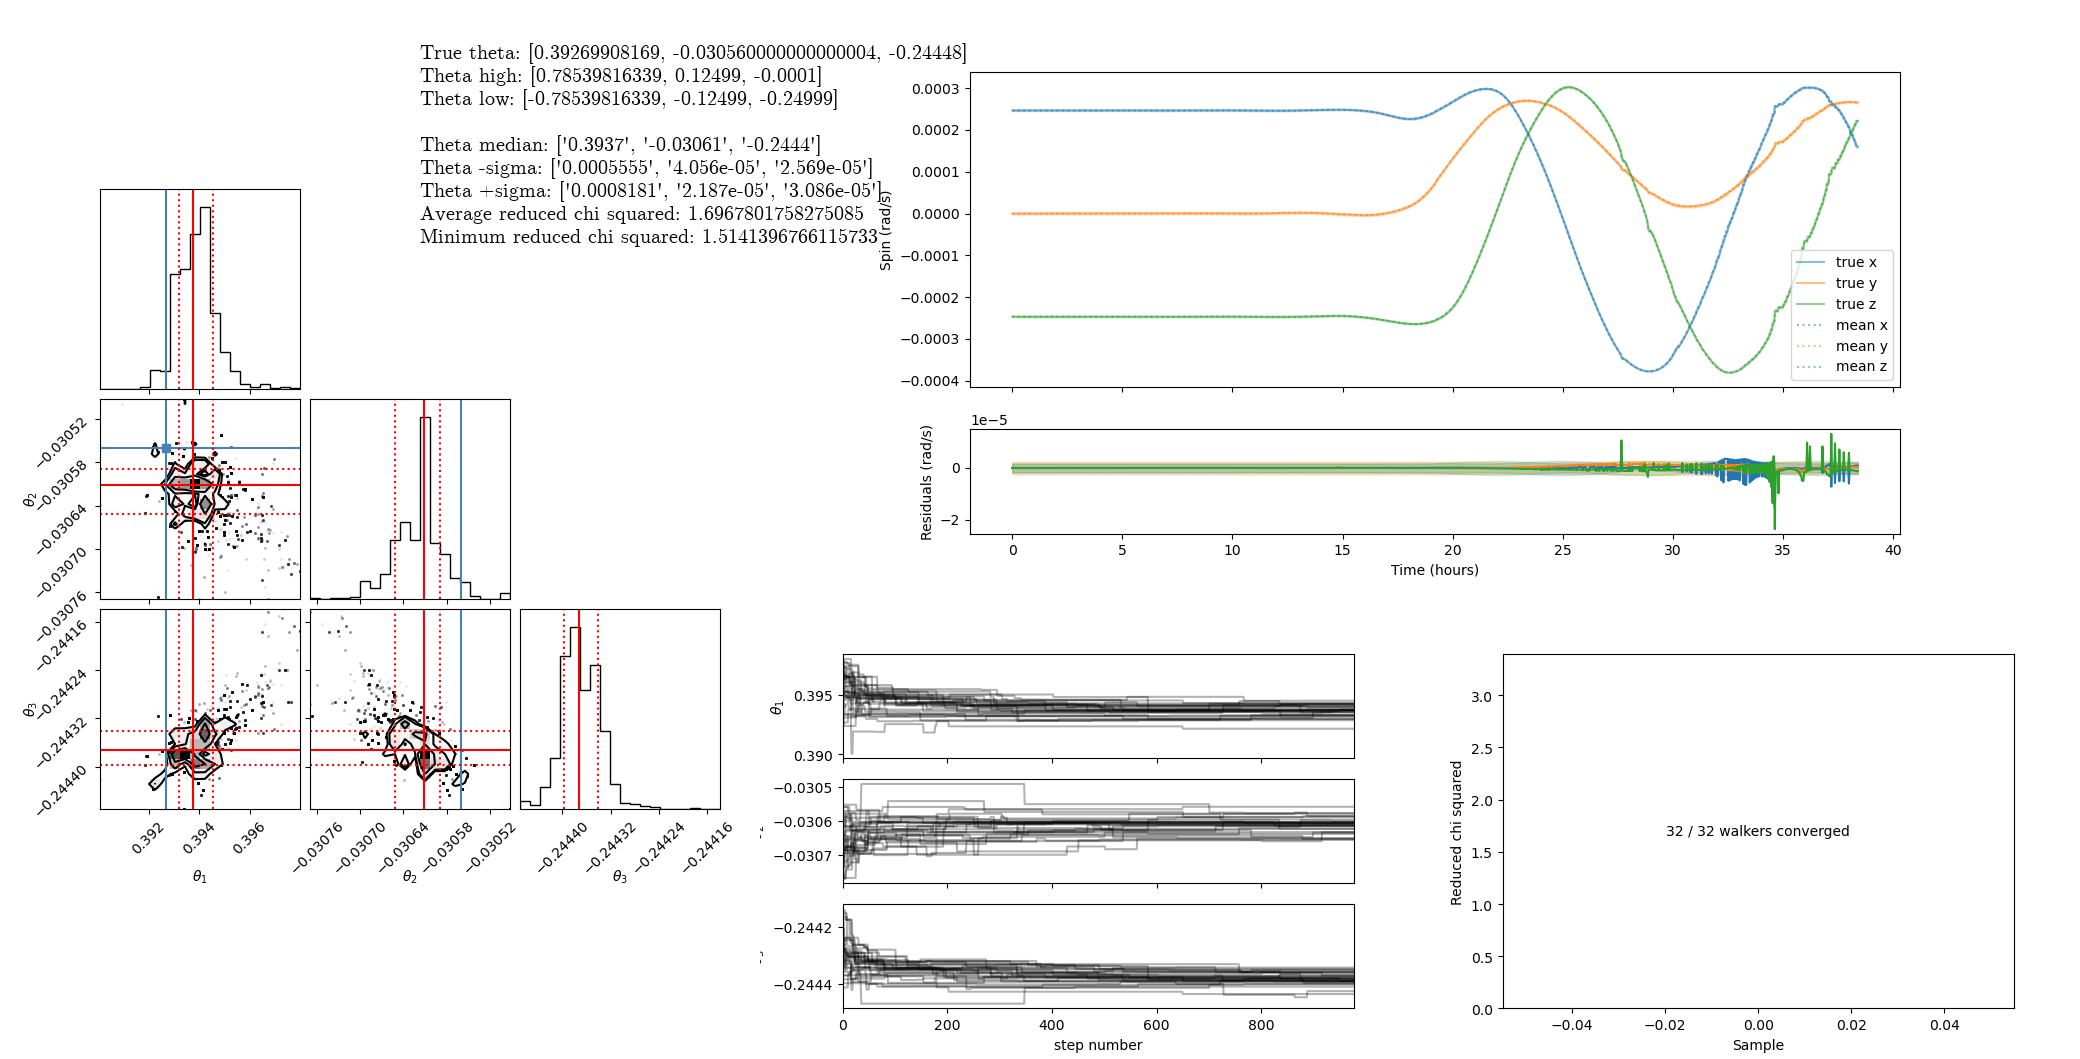 True theta: [0.39269908169, -0.030560000000000004, -0.24448]
Theta high: [0.78539816339, 0.12499, -0.0001]
Theta low: [-0.78539816339, -0.12499, -0.24999]
Theta median: ['0.3937', '-0.03061', '-0.2444']
Theta -sigma: ['0.0005555', '4.056e-05', '2.569e-05']
Theta +sigma: ['0.0008181', '2.187e-05', '3.086e-05']
Average reduced chi squared: 1.6967801758275085
Minimum reduced chi squared: 1.5141396766115733
Spin (rad/s)
0.0003
0.0002
0.0001
0.0000
−0.0001
−0.0002
−0.0003
−0.0004
true x
true y
true z
mean x
mean y
mean z
1e−5
Residuals (rad/s)
0
−2
0
5
10
15
20
25
30
35
40
Time (hours)
θ2
−0.03052
−0.03058
−0.03064
−0.03070
−0.03076
θ3
−0.24416
−0.24424
−0.24432
−0.24440
0.392
0.394
0.396
θ1
−0.03076
−0.03070
−0.03064
−0.03058
−0.03052
θ2
−0.24440
−0.24432
−0.24424
−0.24416
θ3
θ1
0.395
0.390
−0.0305
−0.0306
−0.0307
−0.2442
−0.2444
0
200
400
600
800
step number
Reduced chi squared
3.0
2.5
2.0
1.5
1.0
0.5
0.0
32 / 32 walkers converged
−0.04
−0.02
0.00
0.02
0.04
Sample